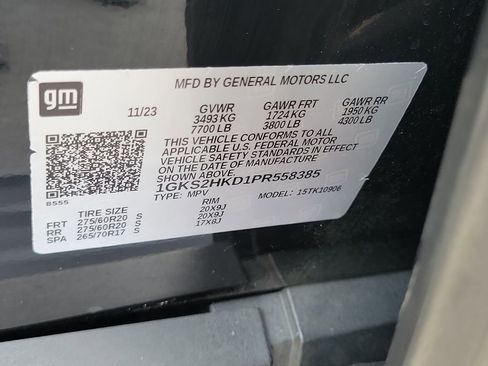 gm
MFD BY GENERAL MOTORS LLC
11/23 GVWR GAWR FRT GAWR RR
3493 KG 1724 KG 1950 KG
7700 LB 3800 LB 4300 LB
THIS VEHICLE CONFORMS TO ALL
APPLICABLE U.S. FEDERAL MOTOR
VEHICLE SAFETY STANDARDS IN EFFECT
ON THE DATE OF MANUFACTURE
SHOWN ABOVE.
1GKS2HKD1PR558385
8555 TYPE: MPV MODEL: 15TK10906
TIRE SIZE RIM
FRT 275/60R20 S 20X9J
RR 275/60R20 S 20X9J
SPA 265/70R17 S 17X8J